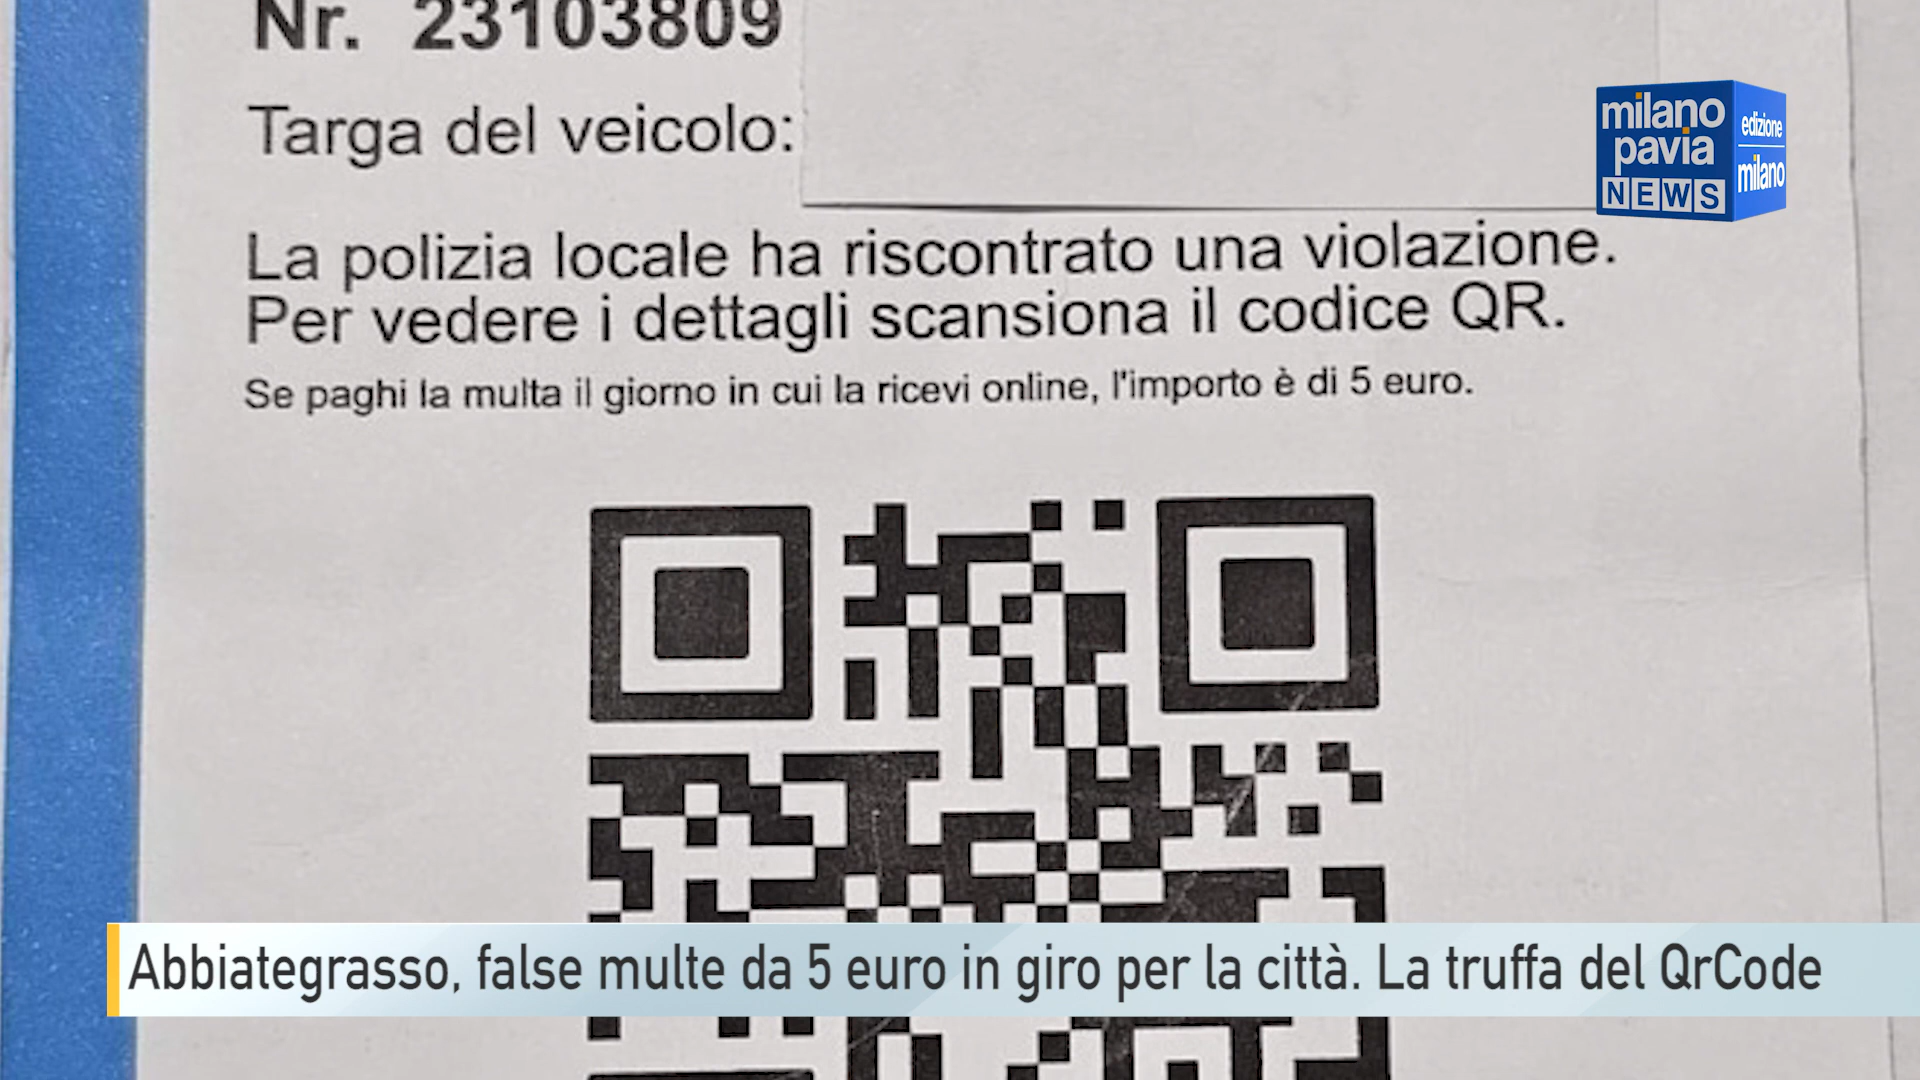 Nr. 23103809
Targa del veicolo:
milano
pavia
NEWS
edizione
milano
La polizia locale ha riscontrato una violazione.
Per vedere i dettagli scansiona il codice QR.
Se paghi la multa il giorno in cui la ricevi online, l'importo è di 5 euro.
Abbiategrasso, false multe da 5 euro in giro per la città. La truffa del QrCode